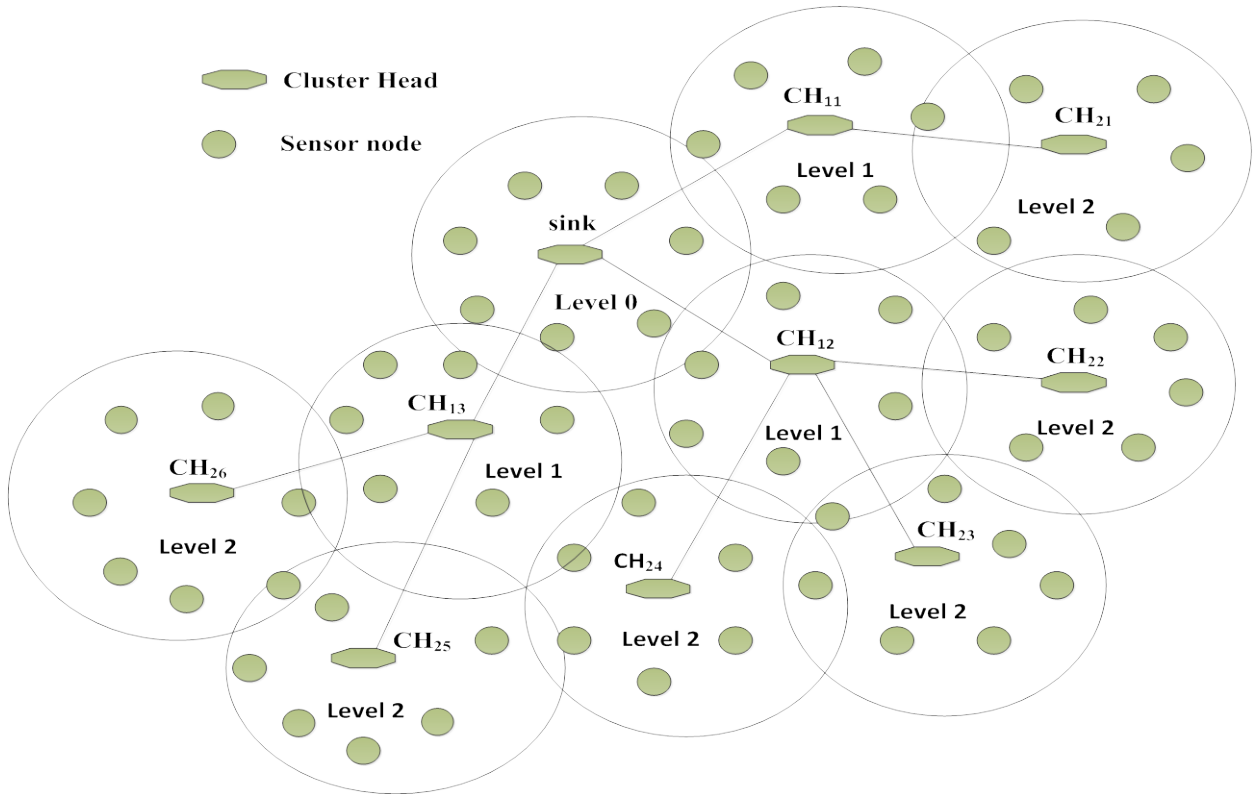 Cluster Head
Sensor node
CH₁₁
Level 1
CH₂₁
Level 2
sink
Level 0
CH₁₂
Level 1
CH₂₂
Level 2
CH₁₃
Level 1
CH₂₆
Level 2
CH₂₃
Level 2
CH₂₄
Level 2
CH₂₅
Level 2